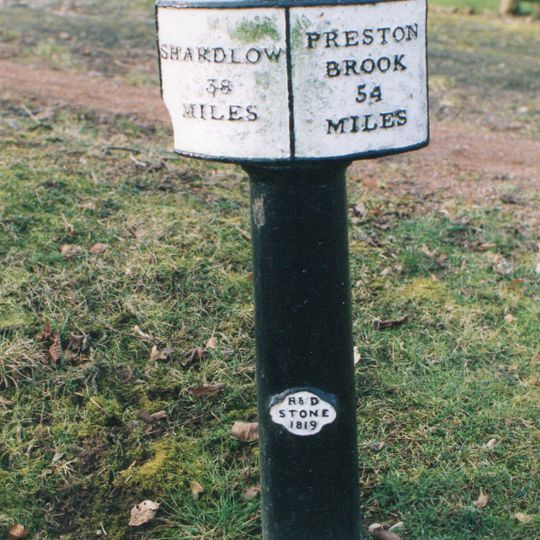 SHARDLOW
38
MILES
PRESTON
BROOK
54
MILES
R & D
STONE
1819